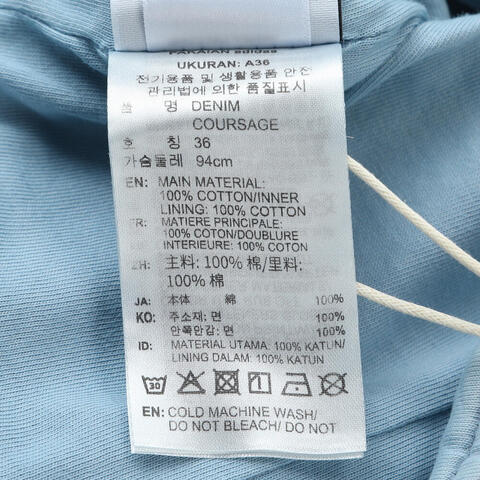 PAKAIAN adidas
UKURAN: A36
전기용품 및 생활용품 안전
관리법에 의한 품질표시
품 명 DENIM
COURSAGE
호 칭 36
가슴둘레 94cm
EN: MAIN MATERIAL:
100% COTTON/INNER
LINING: 100% COTTON
FR: MATIERE PRINCIPALE:
100% COTON/DOUBLURE
INTERIEURE: 100% COTON
ZH: 主料: 100% 棉/里料:
100% 棉
JA: 本体 綿 100%
KO: 주소재: 면 100%
안쪽안감: 면 100%
ID: MATERIAL UTAMA: 100% KATUN/
LINING DALAM: 100% KATUN
30
EN: COLD MACHINE WASH/
DO NOT BLEACH/ DO NOT